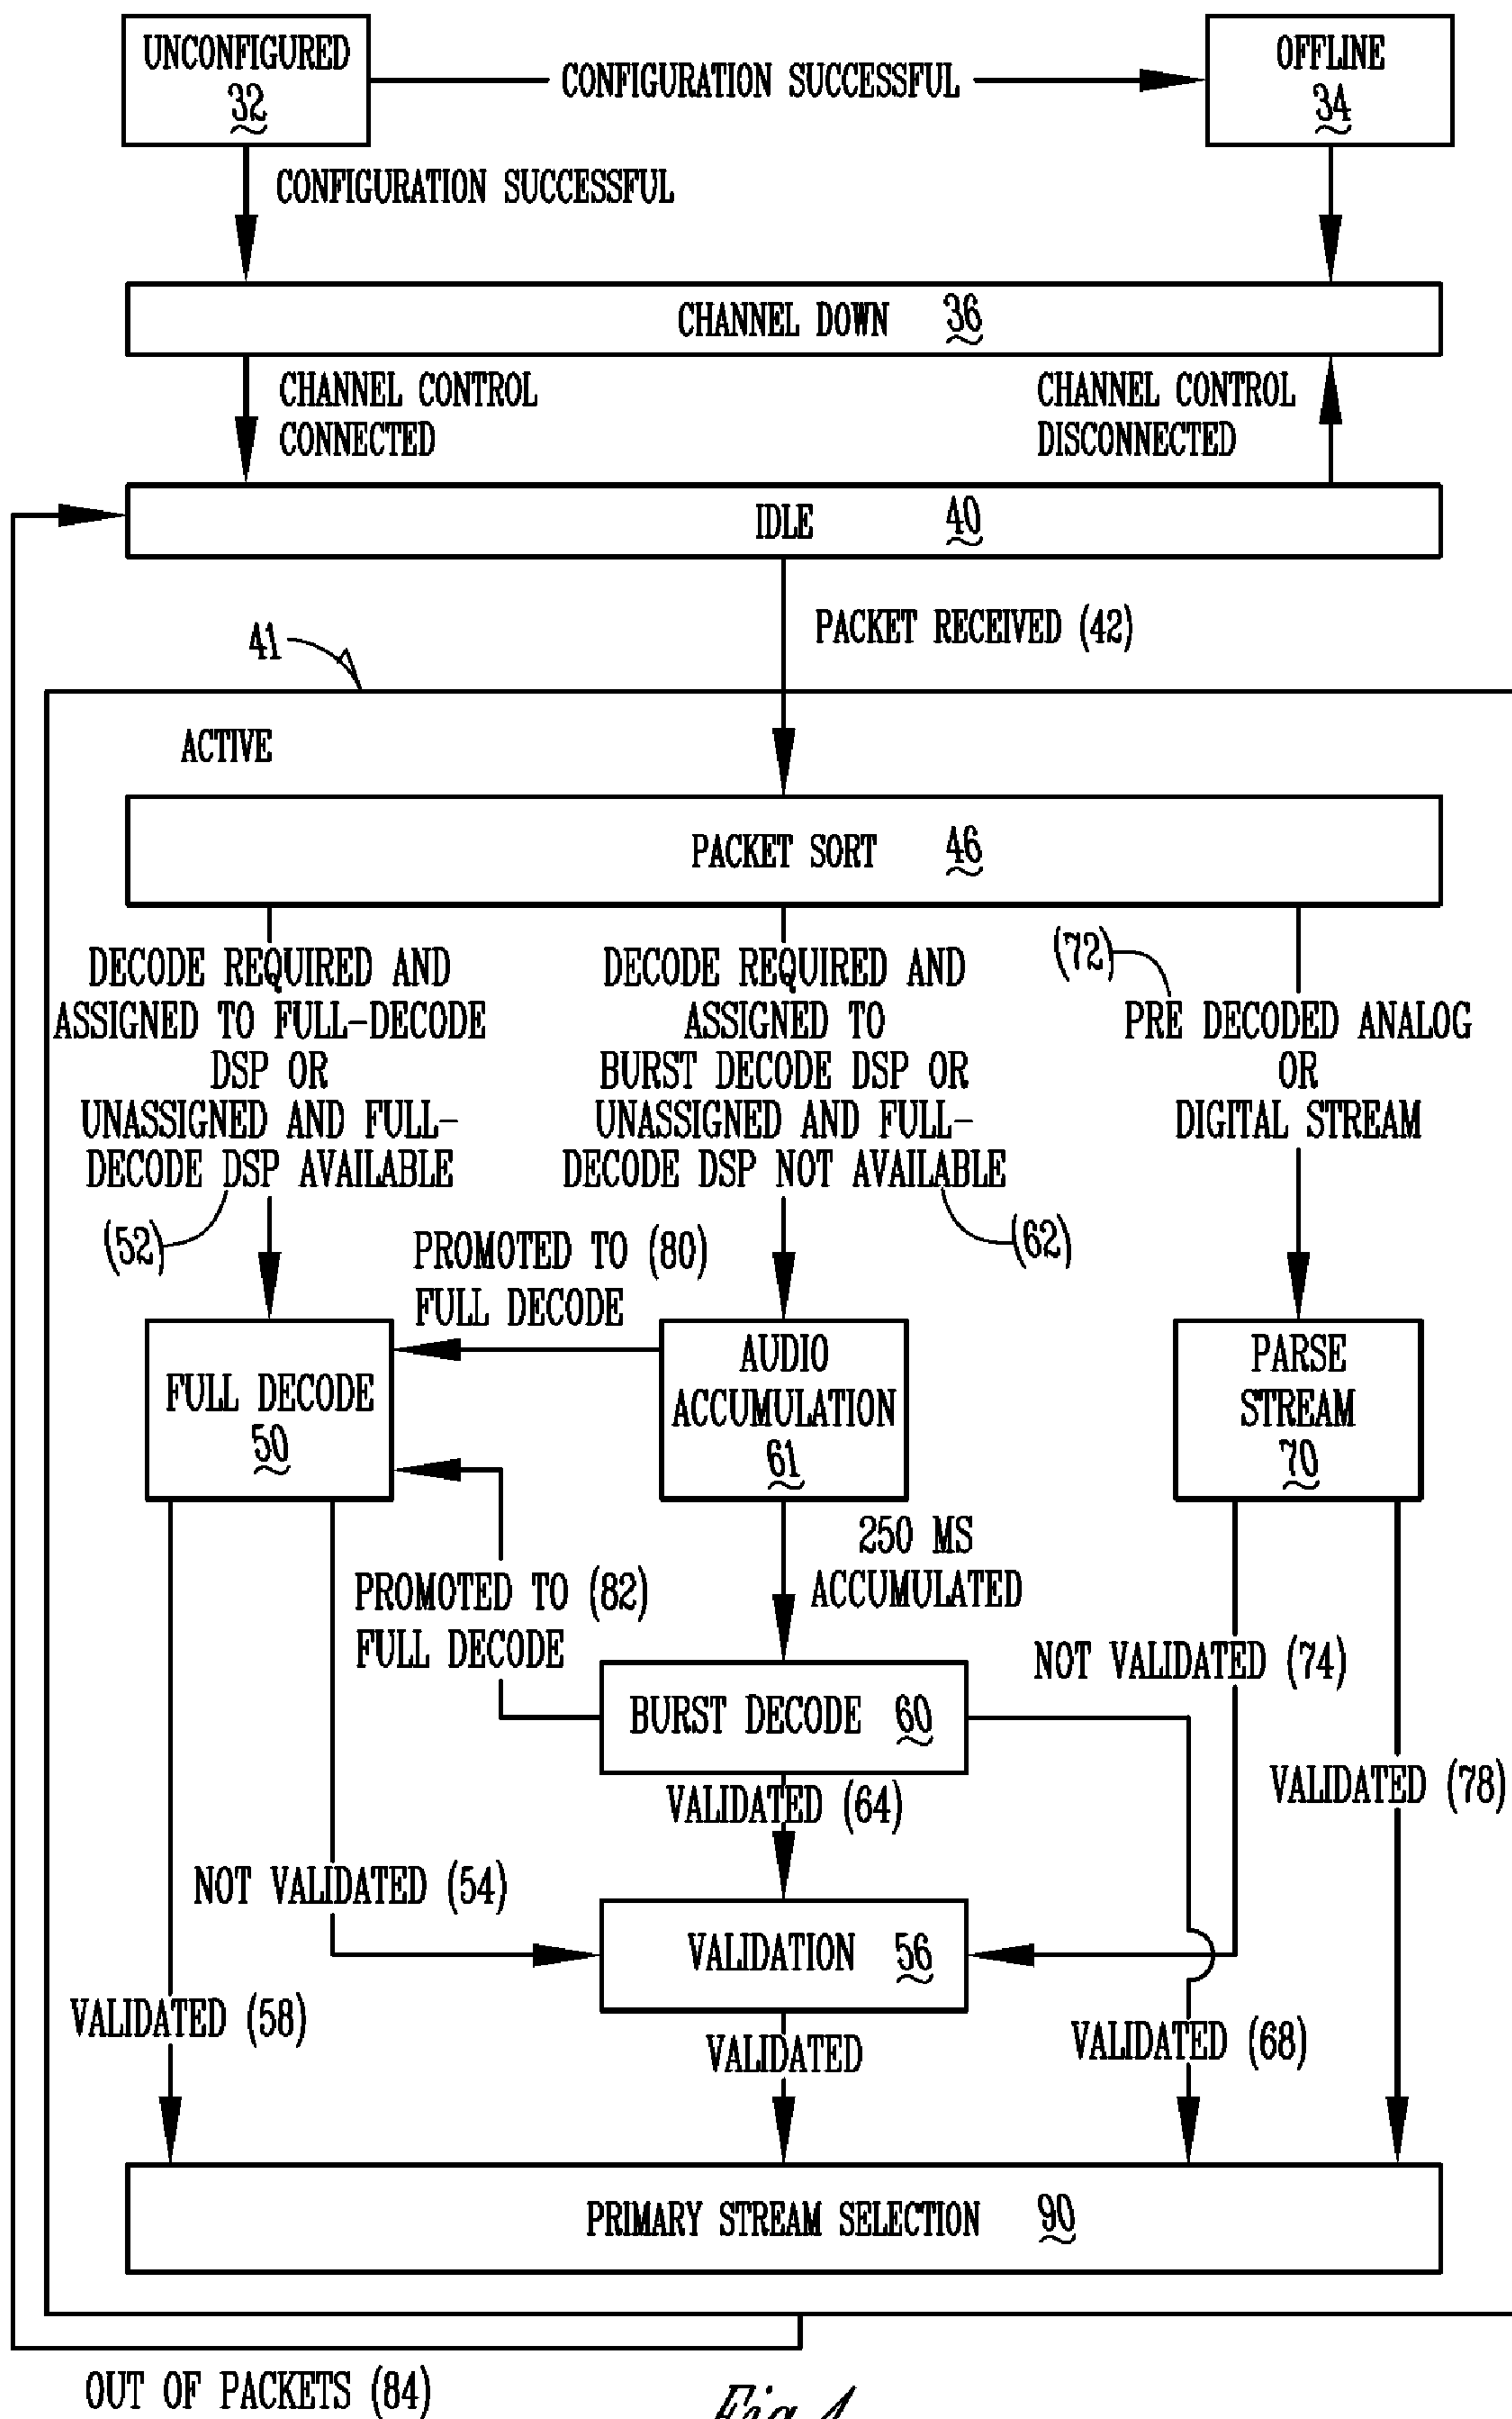 UNCONFIGURED
32
CONFIGURATION SUCCESSFUL
OFFLINE
34
CONFIGURATION SUCCESSFUL
CHANNEL DOWN 36
CHANNEL CONTROL
CONNECTED
CHANNEL CONTROL
DISCONNECTED
IDLE 40
PACKET RECEIVED (42)
41
ACTIVE
PACKET SORT 46
DECODE REQUIRED AND
ASSIGNED TO FULL-DECODE
DSP OR
UNASSIGNED AND FULL-
DECODE DSP AVAILABLE
(52)
DECODE REQUIRED AND
ASSIGNED TO
BURST DECODE DSP OR
UNASSIGNED AND FULL-
DECODE DSP NOT AVAILABLE
(62)
(72)
PRE DECODED ANALOG
OR
DIGITAL STREAM
PROMOTED TO (80)
FULL DECODE
FULL DECODE
50
AUDIO
ACCUMULATION
61
PARSE
STREAM
70
250 MS
ACCUMULATED
PROMOTED TO (82)
FULL DECODE
NOT VALIDATED (74)
BURST DECODE 60
VALIDATED (78)
VALIDATED (64)
NOT VALIDATED (54)
VALIDATION 56
VALIDATED (58)
VALIDATED
VALIDATED (68)
PRIMARY STREAM SELECTION 90
OUT OF PACKETS (84)
Fig. 1